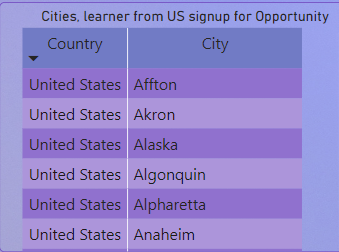 Cities, learner from US signup for Opportunity
Country City
United States Affton
United States Akron
United States Alaska
United States Algonquin
United States Alpharetta
United States Anaheim